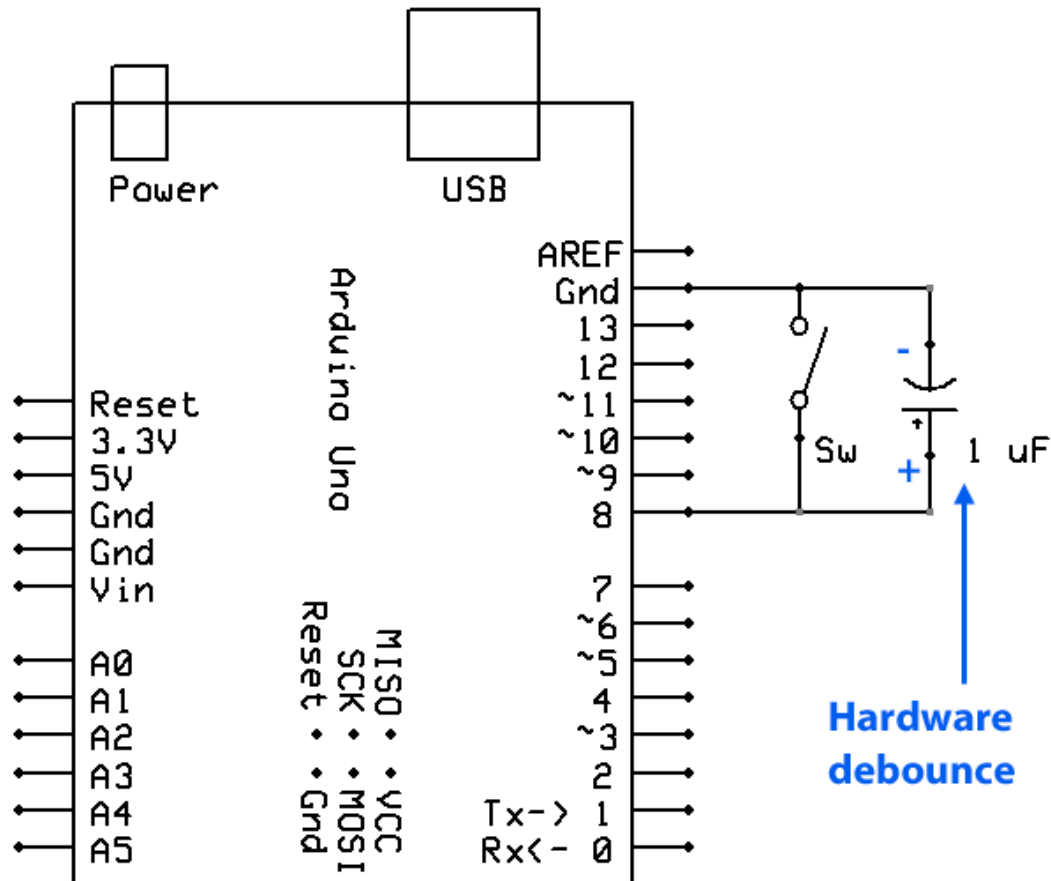 Power
USB
AREF
Gnd
13
12
~11
~10
~9
8
7
~6
~5
4
~3
2
Tx-> 1
Rx<- 0
Arduino Uno
Reset
3.3V
5V
Gnd
Gnd
Vin
A0
A1
A2
A3
A4
A5
MISO • • VCC
SCK • • MOSI
Reset • • Gnd
Sw
-
+
+
1 uF
Hardware
debounce